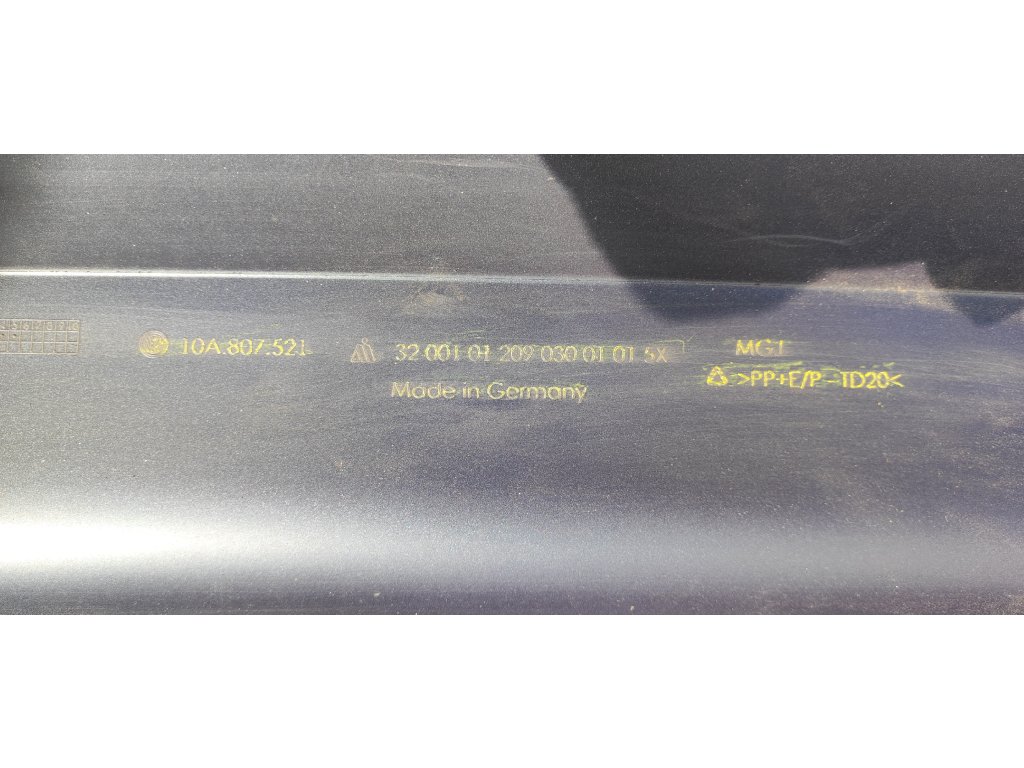 10A.807.521
32 001 01 209 030 01 01 5X
MG1
Made in Germany
>PP+E/P -TD20<